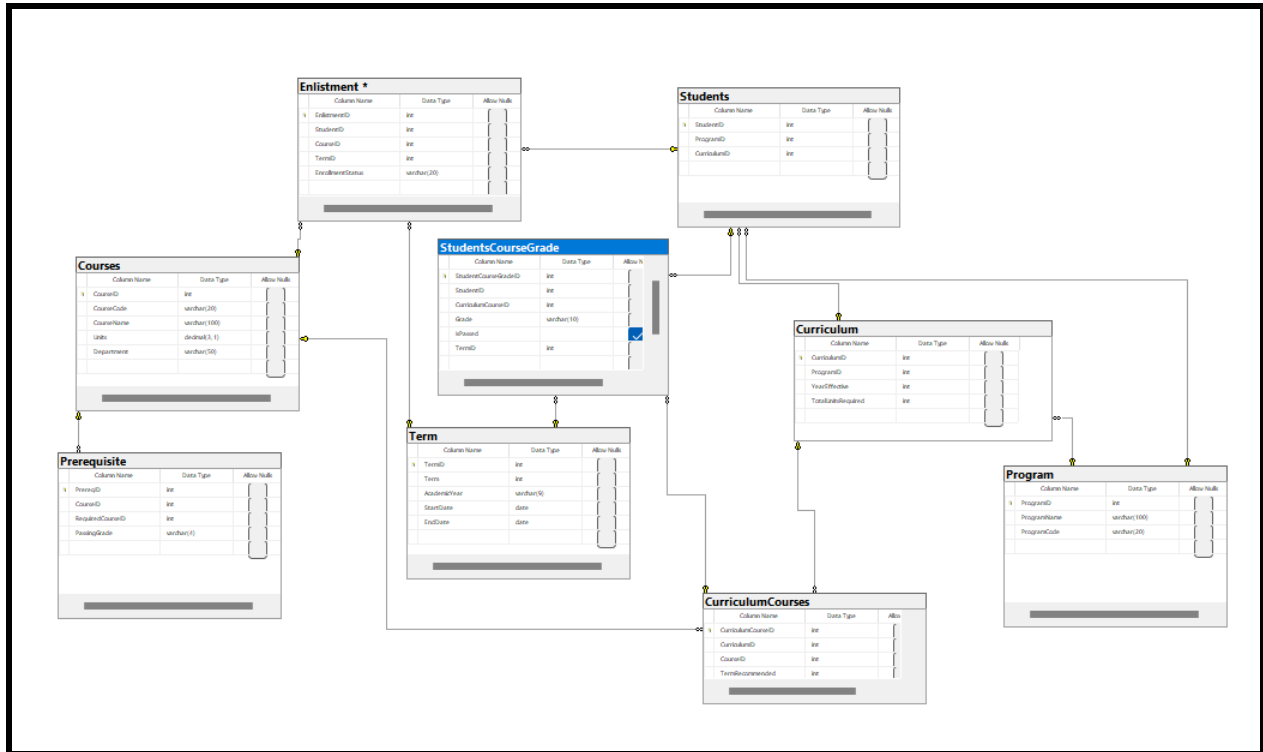 Enlistment *
Column Name Data Type Allow Nulls
EnlistmentID int
StudentID int
CourseID int
TermID int
EnrollmentStatus varchar(20)
Students
Column Name Data Type Allow Nulls
StudentID int
ProgramID int
CurriculumID int
StudentsCourseGrade
Column Name Data Type Allow N
StudentCourseGradeID int
StudentID int
CurriculumCourseID int
Grade varchar(10)
isPassed
TermID int
Courses
Column Name Data Type Allow Nulls
CourseID int
CourseCode varchar(20)
CourseName varchar(100)
Units decimal(3, 1)
Department varchar(50)
Curriculum
Column Name Data Type Allow Nulls
CurriculumID int
ProgramID int
YearEffective int
TotalUnitsRequired int
Term
Column Name Data Type Allow Nulls
TermID int
Term int
AcademicYear varchar(9)
StartDate date
EndDate date
Prerequisite
Column Name Data Type Allow Nulls
PrereqID int
CourseID int
RequiredCourseID int
PassingGrade varchar(4)
Program
Column Name Data Type Allow Nulls
ProgramID int
ProgramName varchar(100)
ProgramCode varchar(20)
CurriculumCourses
Column Name Data Type Allow
CurriculumCourseID int
CurriculumID int
CourseID int
TermRecommended int